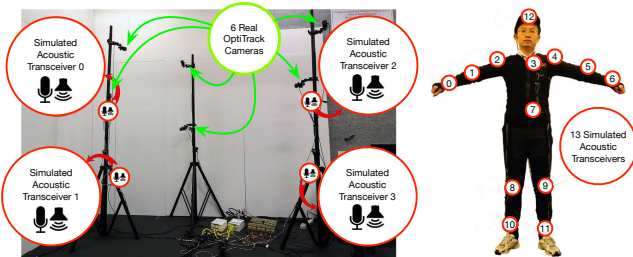 Simulated
Acoustic
Transceiver 0
6 Real
OptiTrack
Cameras
Simulated
Acoustic
Transceiver 2
Simulated
Acoustic
Transceiver 1
Simulated
Acoustic
Transceiver 3
12
0
1
2
3
4
5
6
7
13 Simulated
Acoustic
Transceivers
8
9
10
11